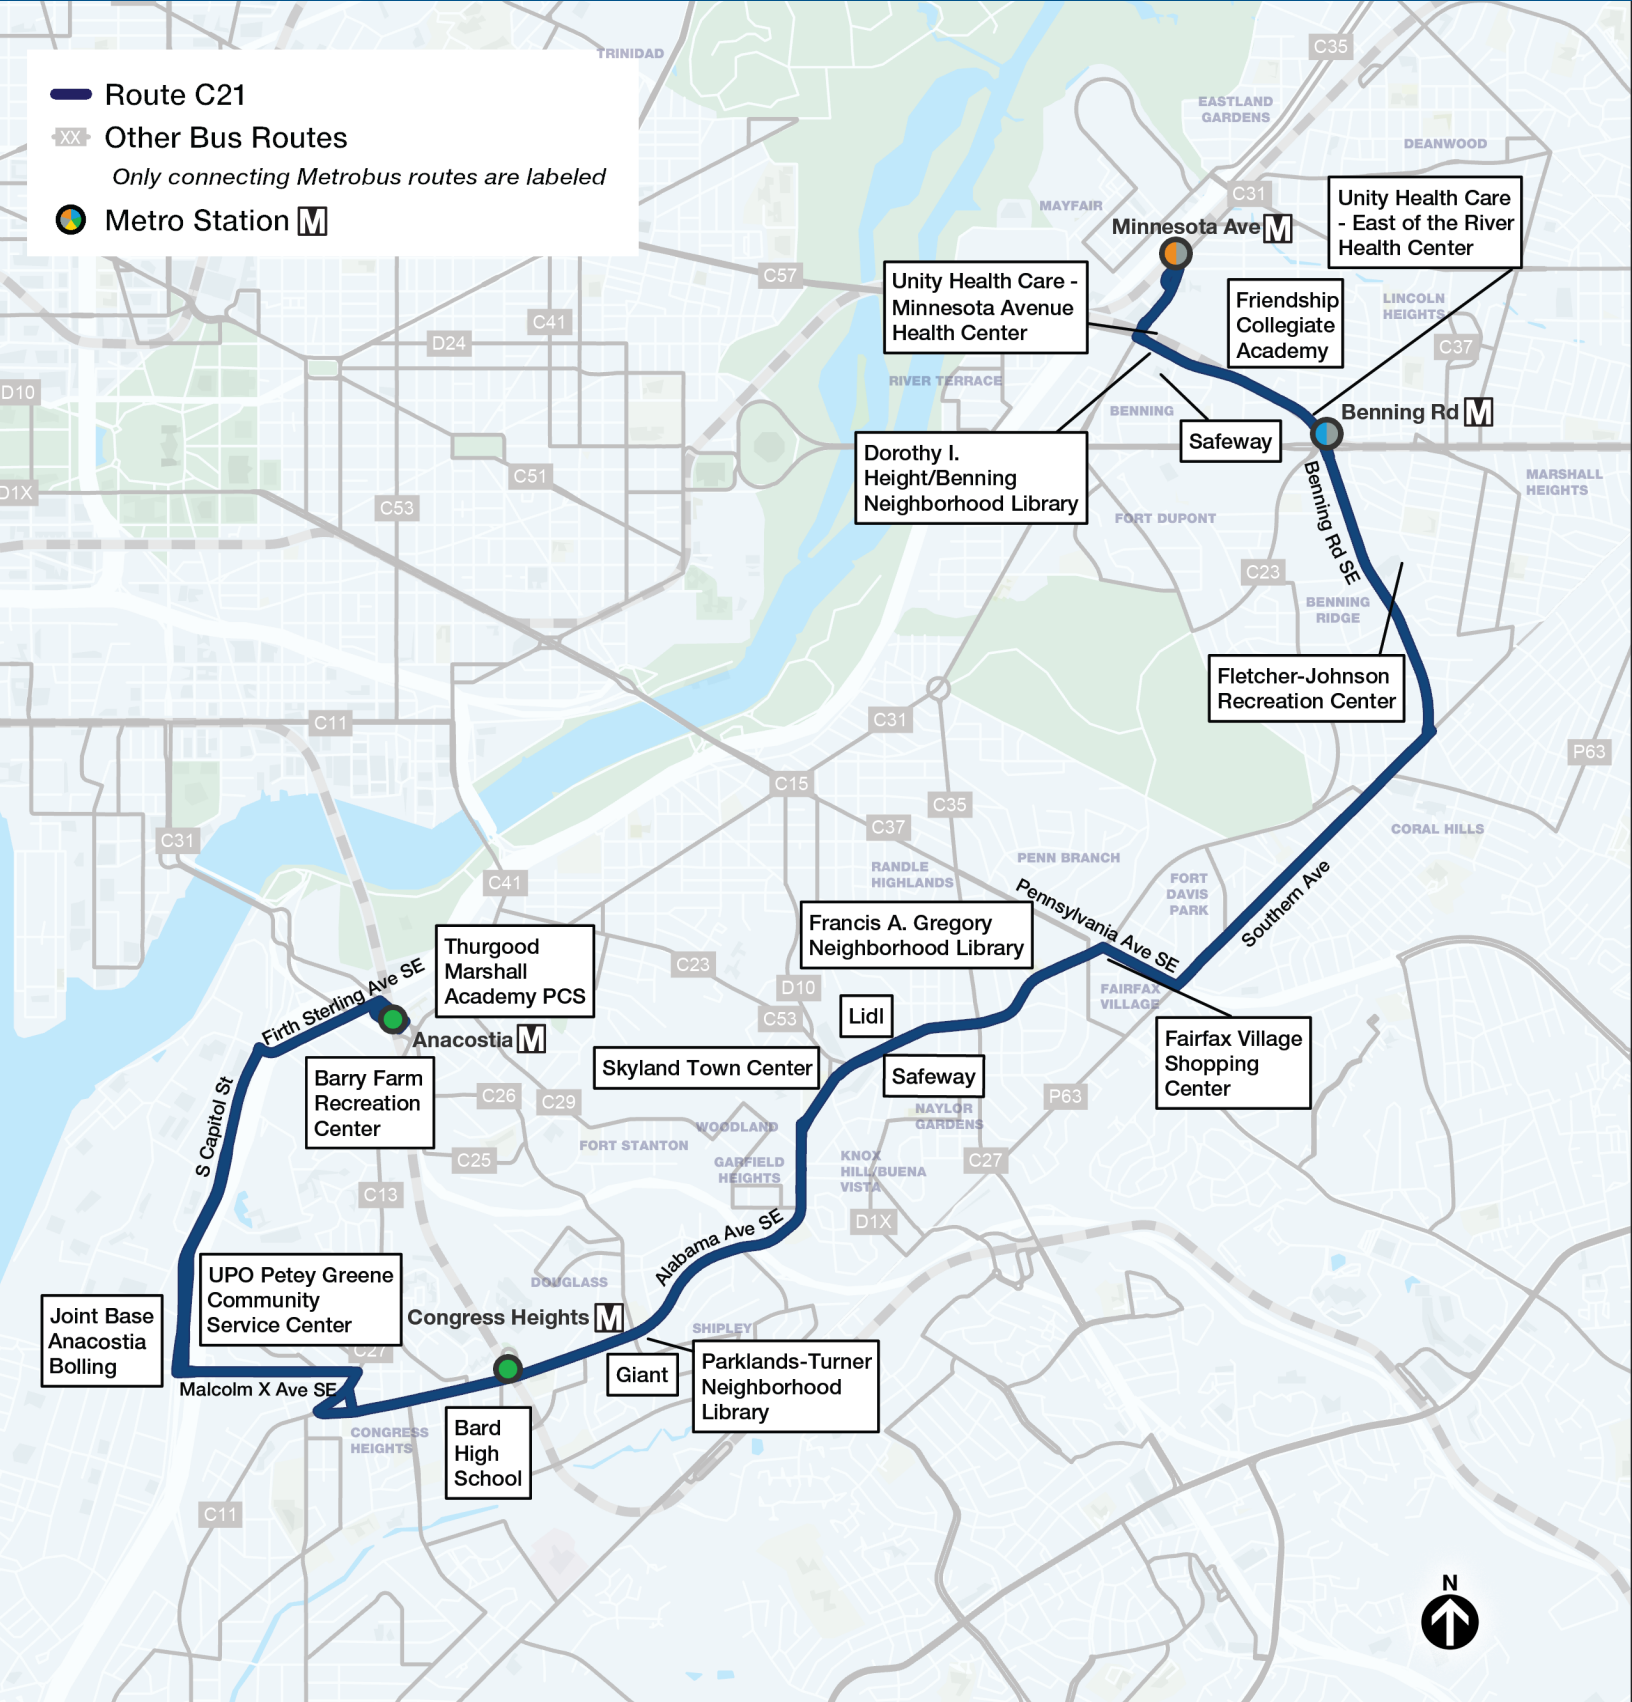 TRINIDAD
C35
Route C21
XX Other Bus Routes
Only connecting Metrobus routes are labeled
Metro Station M
EASTLAND
GARDENS
DEANWOOD
C31
MAYFAIR
Minnesota Ave M
Unity Health Care
- East of the River
Health Center
C57
Unity Health Care -
Minnesota Avenue
Health Center
Friendship
Collegiate
Academy
LINCOLN
HEIGHTS
C41
D24
C37
D10
RIVER TERRACE
BENNING
Benning Rd M
Safeway
Dorothy I.
Height/Benning
Neighborhood Library
C51
D1X
C53
MARSHALL
HEIGHTS
FORT DUPONT
Benning Rd SE
C23
BENNING
RIDGE
Fletcher-Johnson
Recreation Center
C11
C31
P63
C15
C35
C37
CORAL HILLS
C31
RANDLE
HIGHLANDS
PENN BRANCH
C41
FORT
DAVIS
PARK
Pennsylvania Ave SE
Southern Ave
Francis A. Gregory
Neighborhood Library
Thurgood
Marshall
Academy PCS
C23
D10
FAIRFAX
VILLAGE
Firth Sterling Ave SE
Anacostia M
C53
Lidl
Fairfax Village
Shopping
Center
Skyland Town Center
Safeway
Barry Farm
Recreation
Center
C26
C29
P63
S Capitol St
NAYLOR
GARDENS
WOODLAND
FORT STANTON
C25
GARFIELD
HEIGHTS
KNOX
HILL/BUENA
VISTA
C27
C13
D1X
Alabama Ave SE
UPO Petey Greene
Community
Service Center
DOUGLASS
Joint Base
Anacostia
Bolling
Congress Heights M
SHIPLEY
C27
Giant
Parklands-Turner
Neighborhood
Library
Malcolm X Ave SE
CONGRESS
HEIGHTS
Bard
High
School
C11
N